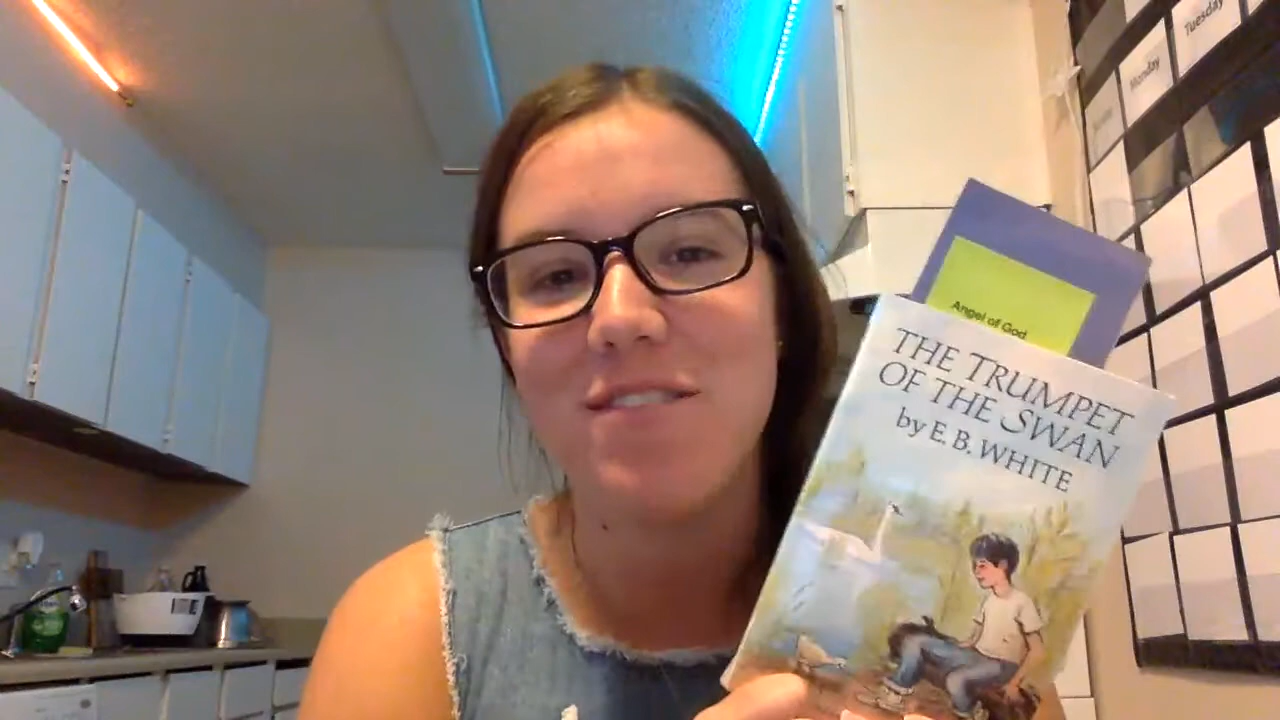 Tuesday
Monday
Angel of God
THE TRUMPET
OF THE SWAN
by E. B. WHITE